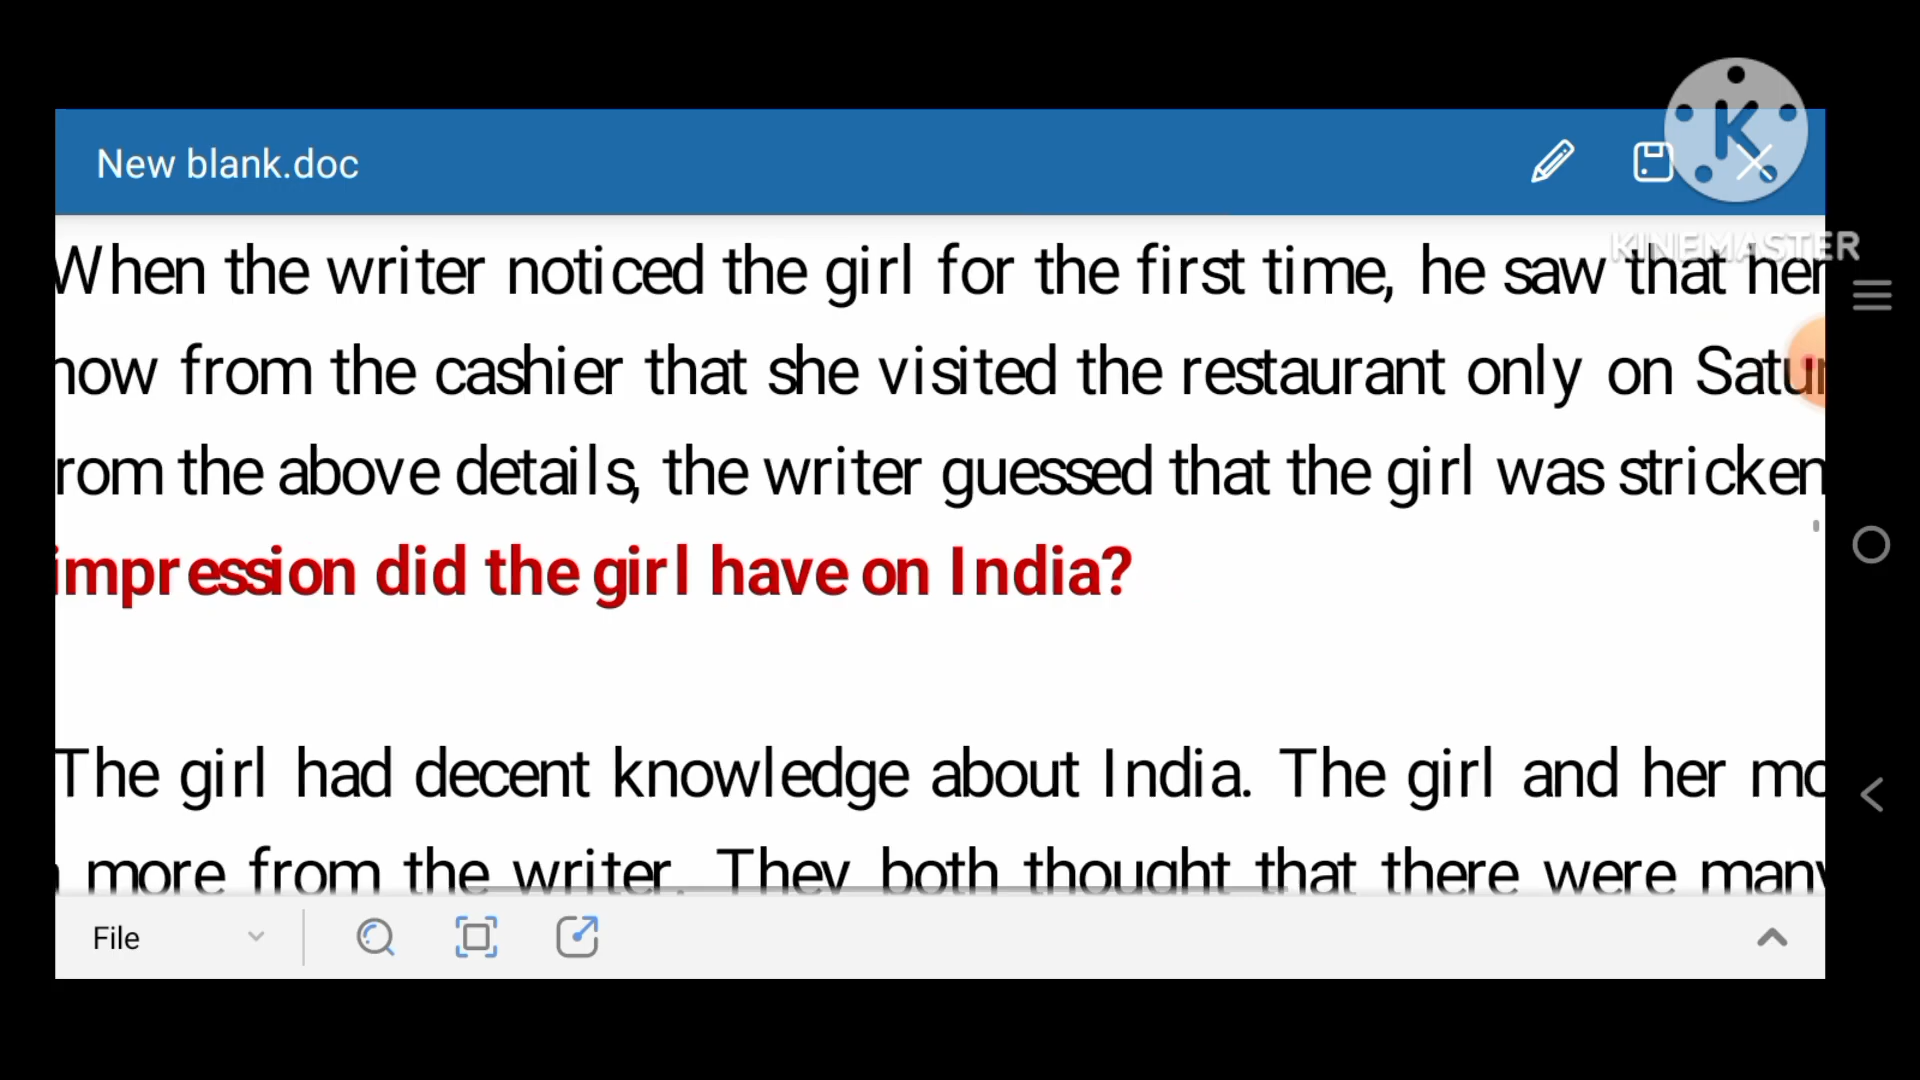 New blank.doc
KINEMASTER
When the writer noticed the girl for the first time, he saw that her
now from the cashier that she visited the restaurant only on Satur
rom the above details, the writer guessed that the girl was stricken
impression did the girl have on India?
The girl had decent knowledge about India. The girl and her mo
more from the writer. They both thought that there were many
File